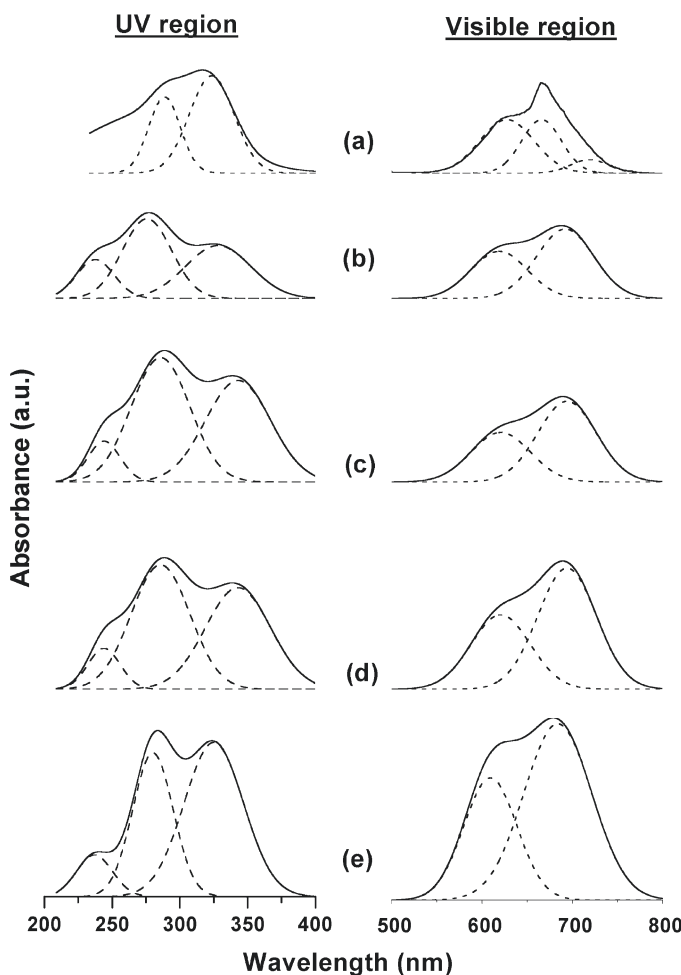 UV region
Visible region
(a)
(b)
(c)
(d)
(e)
Absorbance (a.u.)
200 250 300 350 400
500 600 700 800
Wavelength (nm)